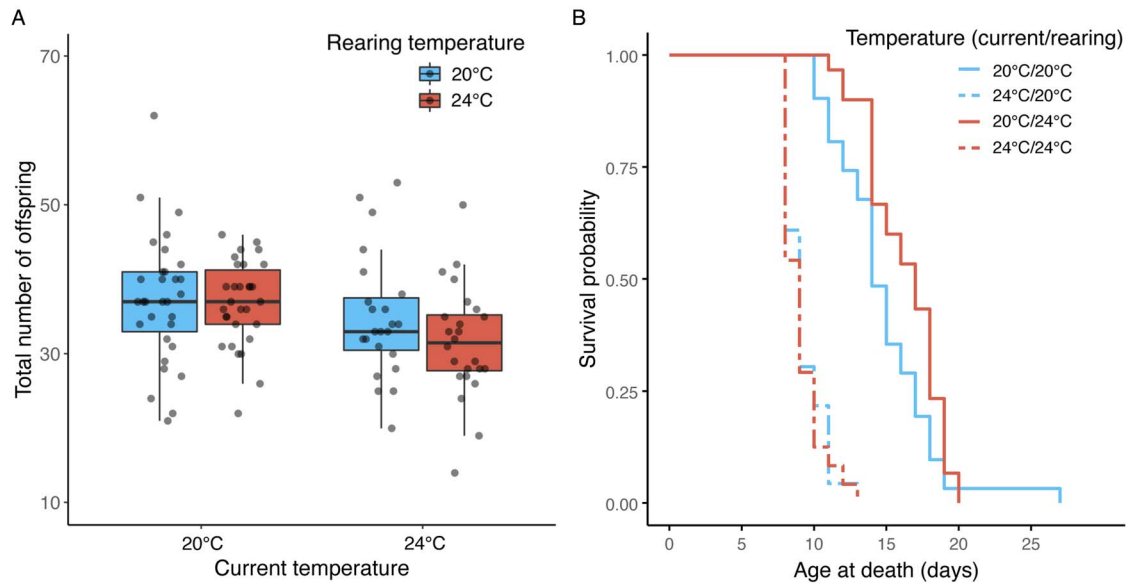 A
Rearing temperature
20°C
24°C
Total number of offspring
70
50
30
10
20°C
24°C
Current temperature
B
Temperature (current/rearing)
20°C/20°C
24°C/20°C
20°C/24°C
24°C/24°C
Survival probability
1.00
0.75
0.50
0.25
0.00
0
5
10
15
20
25
Age at death (days)